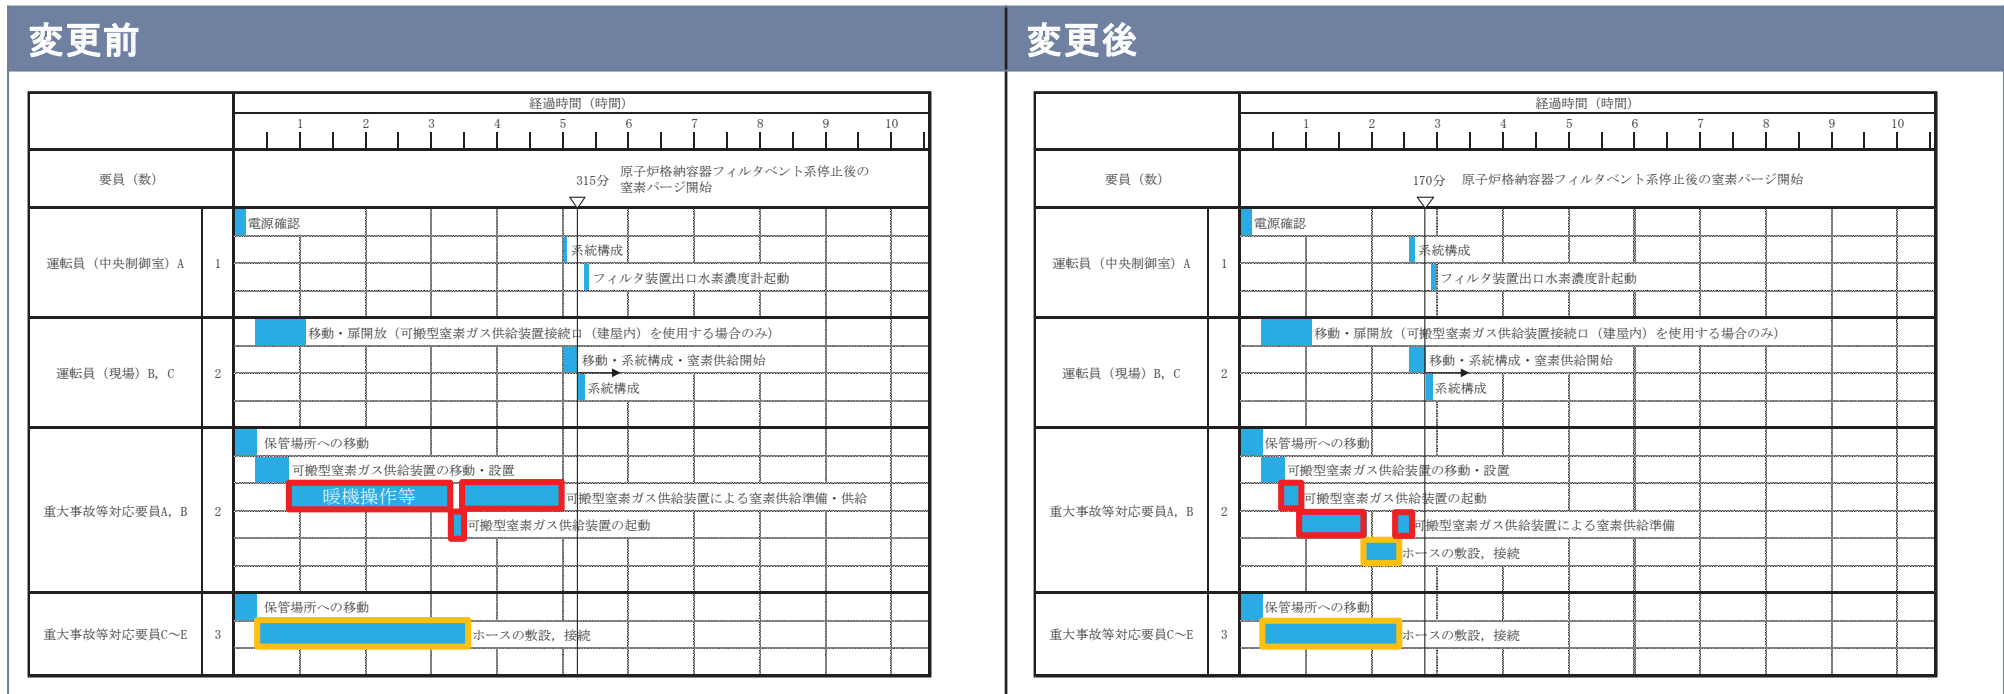 変更前
経過時間（時間）
1 2 3 4 5 6 7 8 9 10
要員（数）
315分
原子炉格納容器フィルタベント系停止後の
窒素パージ開始
運転員（中央制御室）A
1
電源確認
系統構成
フィルタ装置出口水素濃度計起動
運転員（現場）B, C
2
移動・扉開放（可搬型窒素ガス供給装置接続口（建屋内）を使用する場合のみ）
移動・系統構成・窒素供給開始
系統構成
重大事故等対応要員A, B
2
保管場所への移動
可搬型窒素ガス供給装置の移動・設置
暖機操作等
可搬型窒素ガス供給装置による窒素供給準備・供給
可搬型窒素ガス供給装置の起動
重大事故等対応要員C～E
3
保管場所への移動
ホースの敷設，接続
変更後
経過時間（時間）
1 2 3 4 5 6 7 8 9 10
要員（数）
170分
原子炉格納容器フィルタベント系停止後の窒素パージ開始
運転員（中央制御室）A
1
電源確認
系統構成
フィルタ装置出口水素濃度計起動
運転員（現場）B, C
2
移動・扉開放（可搬型窒素ガス供給装置接続口（建屋内）を使用する場合のみ）
移動・系統構成・窒素供給開始
系統構成
重大事故等対応要員A, B
2
保管場所への移動
可搬型窒素ガス供給装置の移動・設置
可搬型窒素ガス供給装置の起動
可搬型窒素ガス供給装置による窒素供給準備
ホースの敷設，接続
重大事故等対応要員C～E
3
保管場所への移動
ホースの敷設，接続